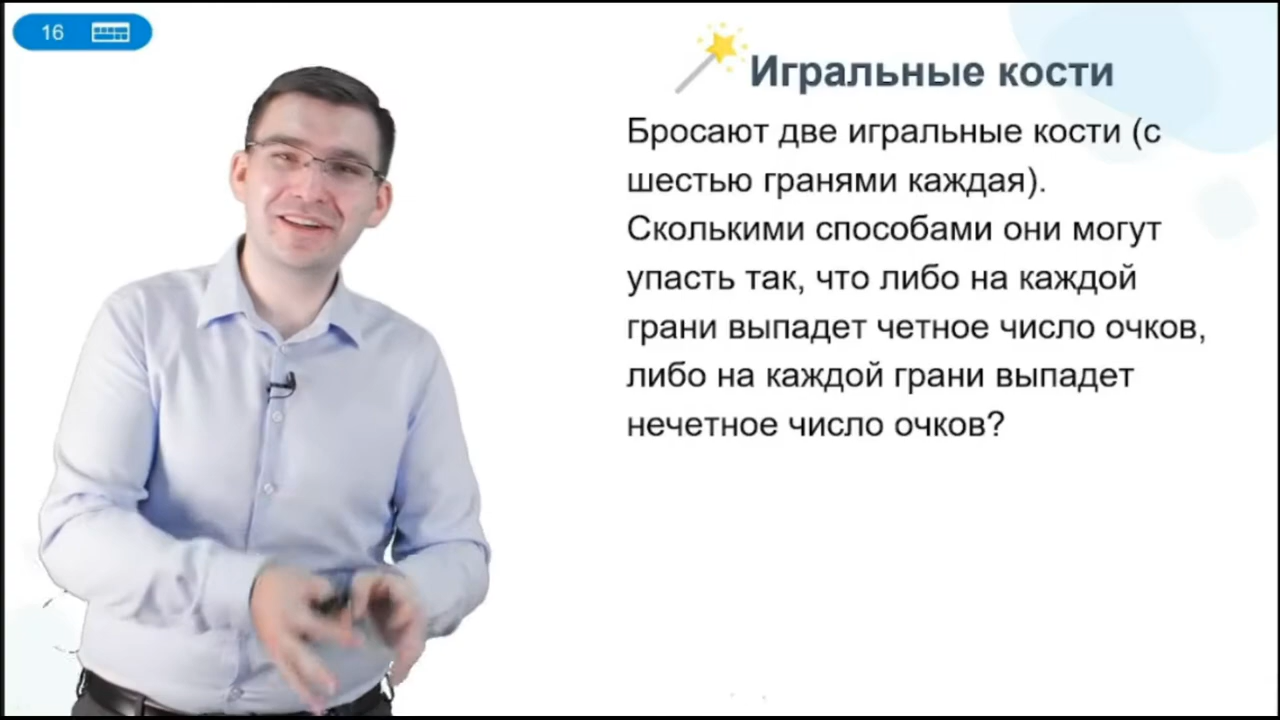 16
Игральные кости
Бросают две игральные кости (с
шестью гранями каждая).
Сколькими способами они могут
упасть так, что либо на каждой
грани выпадет четное число очков,
либо на каждой грани выпадет
нечетное число очков?